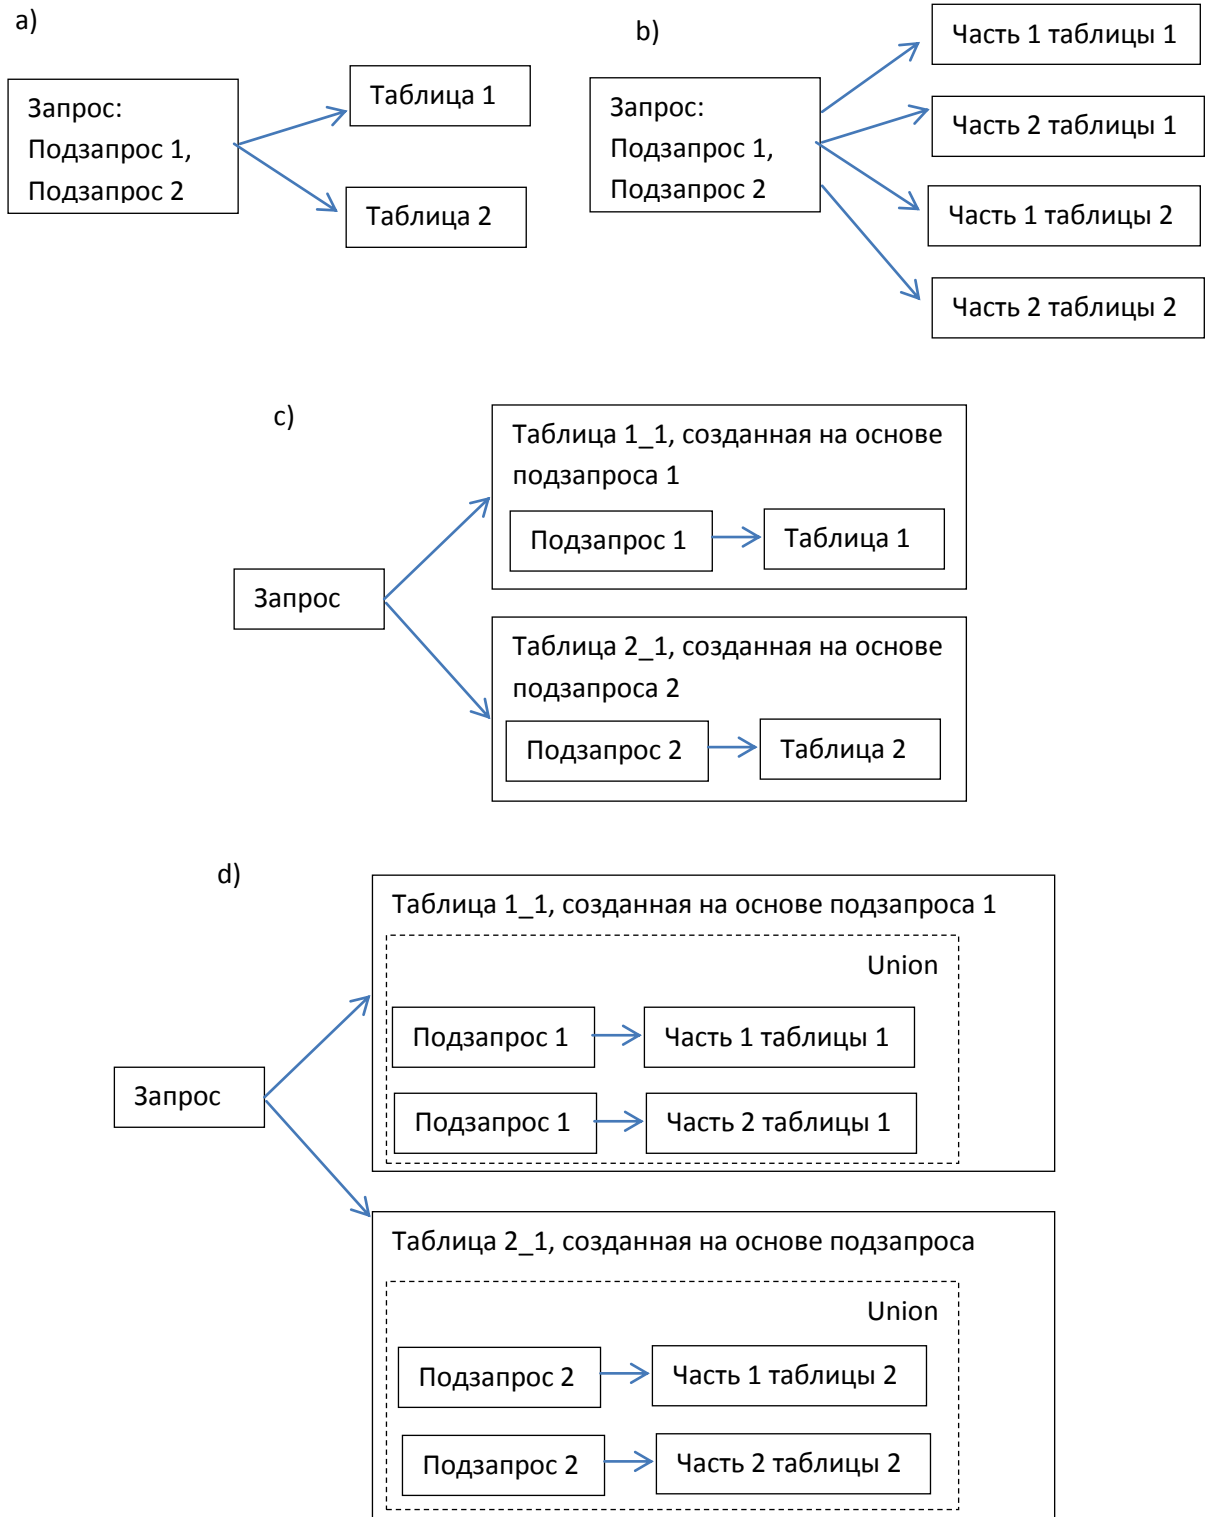 a)
Запрос:
Подзапрос 1,
Подзапрос 2
Таблица 1
Таблица 2
b)
Запрос:
Подзапрос 1,
Подзапрос 2
Часть 1 таблицы 1
Часть 2 таблицы 1
Часть 1 таблицы 2
Часть 2 таблицы 2
c)
Запрос
Таблица 1_1, созданная на основе
подзапроса 1
Подзапрос 1
Таблица 1
Таблица 2_1, созданная на основе
подзапроса 2
Подзапрос 2
Таблица 2
d)
Запрос
Таблица 1_1, созданная на основе подзапроса 1
Union
Подзапрос 1
Часть 1 таблицы 1
Подзапрос 1
Часть 2 таблицы 1
Таблица 2_1, созданная на основе подзапроса
Union
Подзапрос 2
Часть 1 таблицы 2
Подзапрос 2
Часть 2 таблицы 2